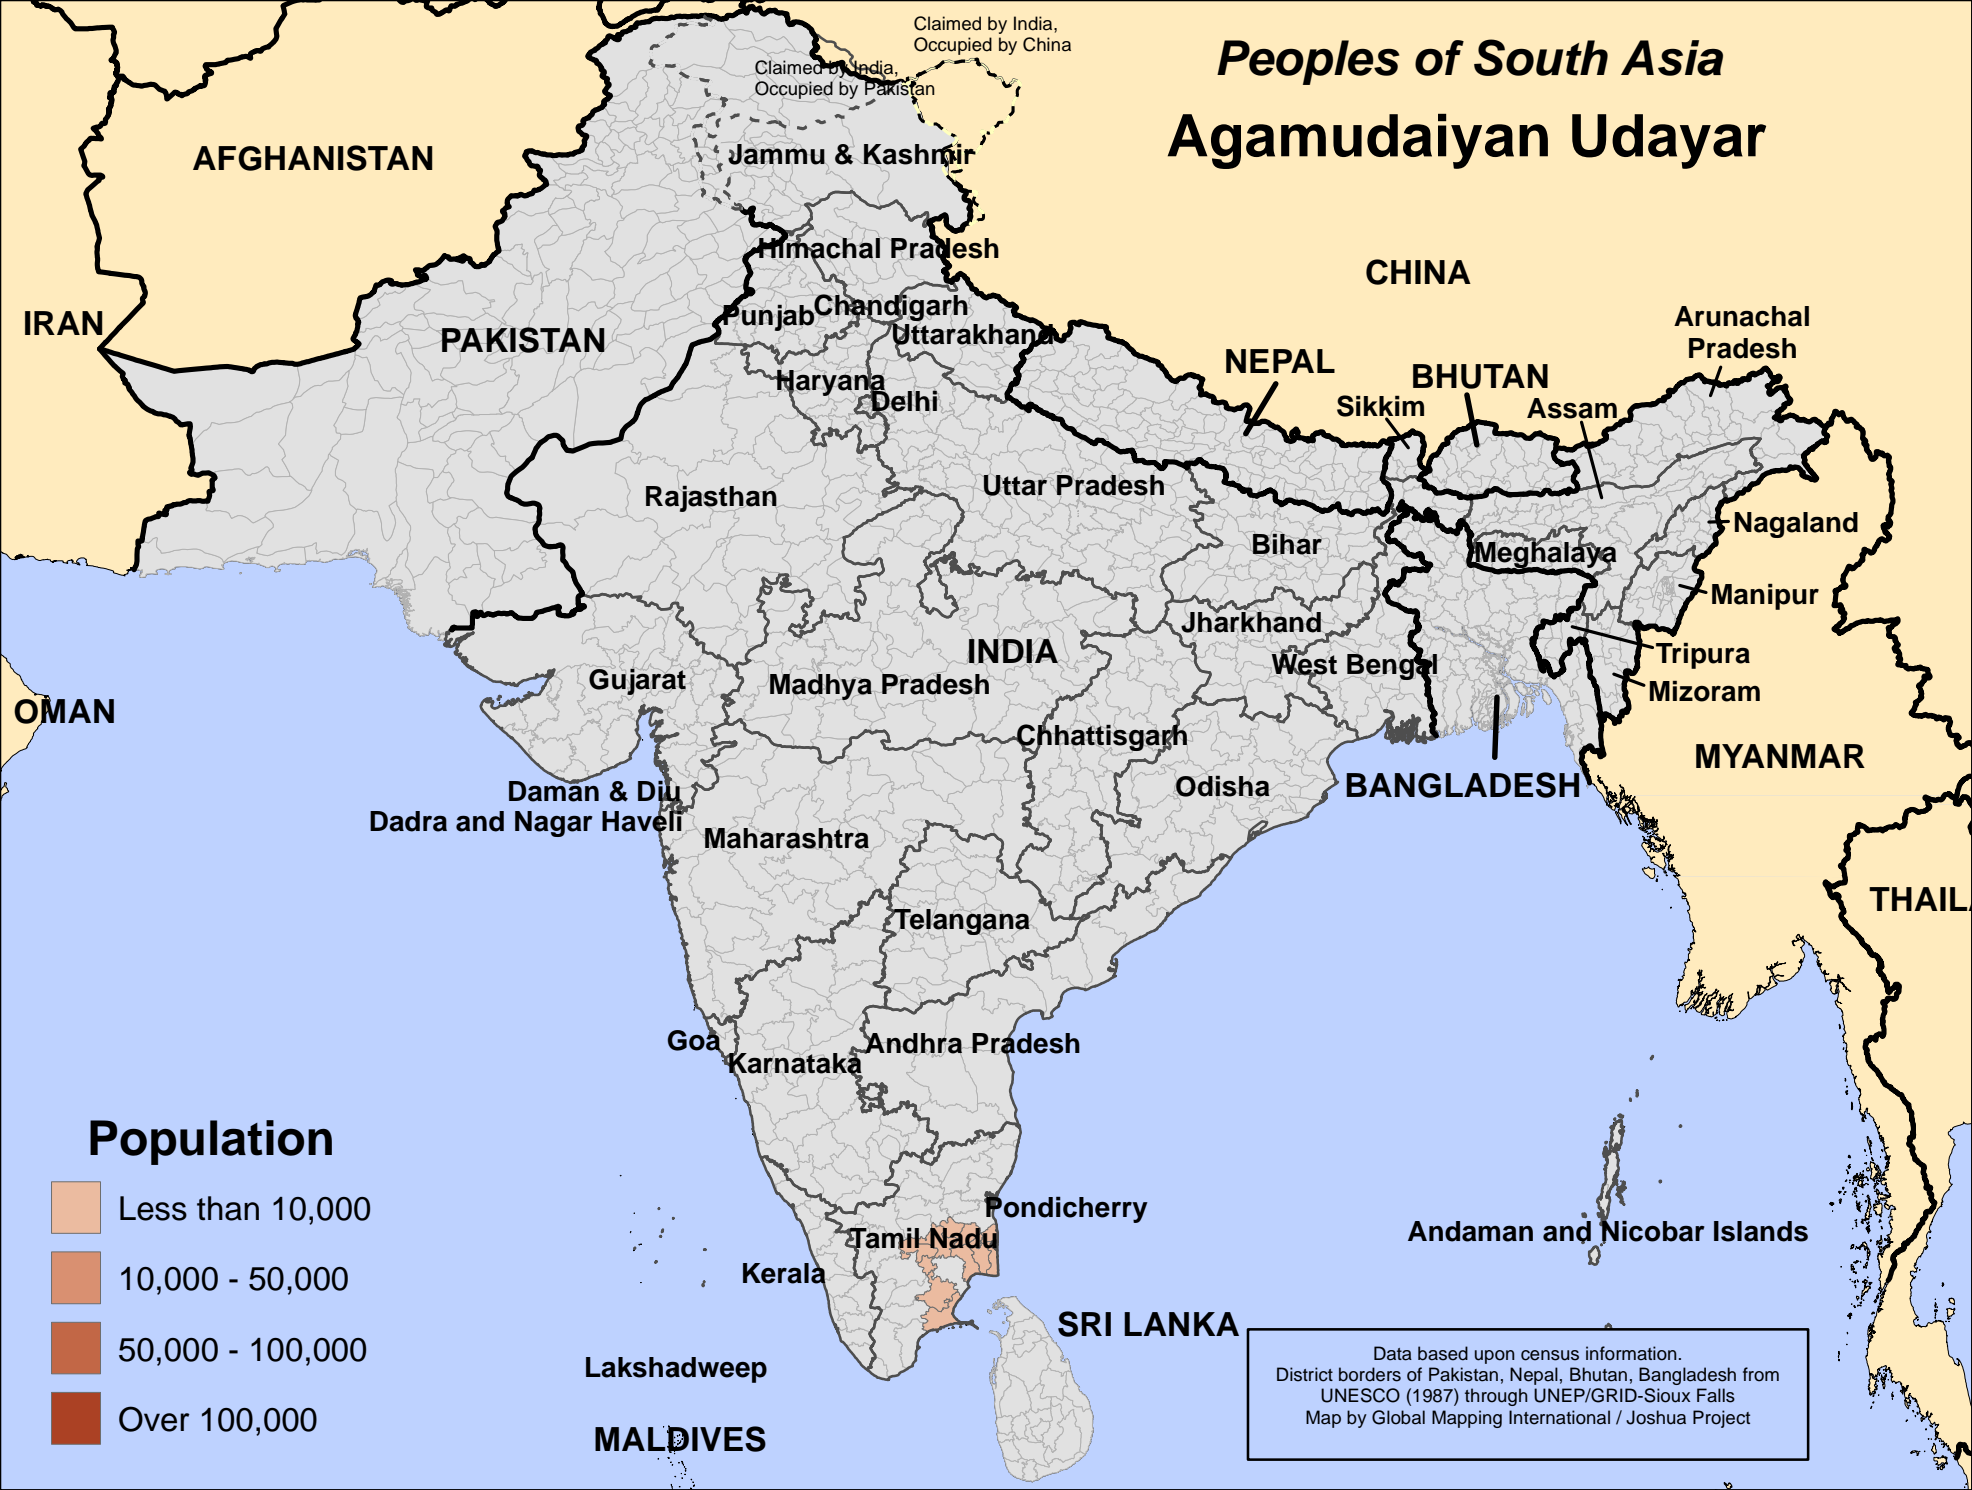 Claimed by India,
Occupied by China
Peoples of South Asia
Claimed by India,
Occupied by Pakistan
Agamudaiyan Udayar
AFGHANISTAN
Jammu & Kashmir
Himachal Pradesh
CHINA
IRAN
PAKISTAN
Punjab
Chandigarh
Uttarakhand
Arunachal
Pradesh
NEPAL
BHUTAN
Haryana
Delhi
Sikkim
Assam
Rajasthan
Uttar Pradesh
Nagaland
Bihar
Meghalaya
Manipur
Jharkhand
INDIA
Tripura
West Bengal
Gujarat
Madhya Pradesh
Mizoram
OMAN
Chhattisgarh
MYANMAR
Odisha
BANGLADESH
Daman & Diu
Dadra and Nagar Haveli
Maharashtra
THAIL
Telangana
Goa
Andhra Pradesh
Karnataka
Population
Less than 10,000
10,000 - 50,000
50,000 - 100,000
Over 100,000
Pondicherry
Tamil Nadu
Andaman and Nicobar Islands
Kerala
SRI LANKA
Lakshadweep
MALDIVES
Data based upon census information.
District borders of Pakistan, Nepal, Bhutan, Bangladesh from
UNESCO (1987) through UNEP/GRID-Sioux Falls
Map by Global Mapping International / Joshua Project